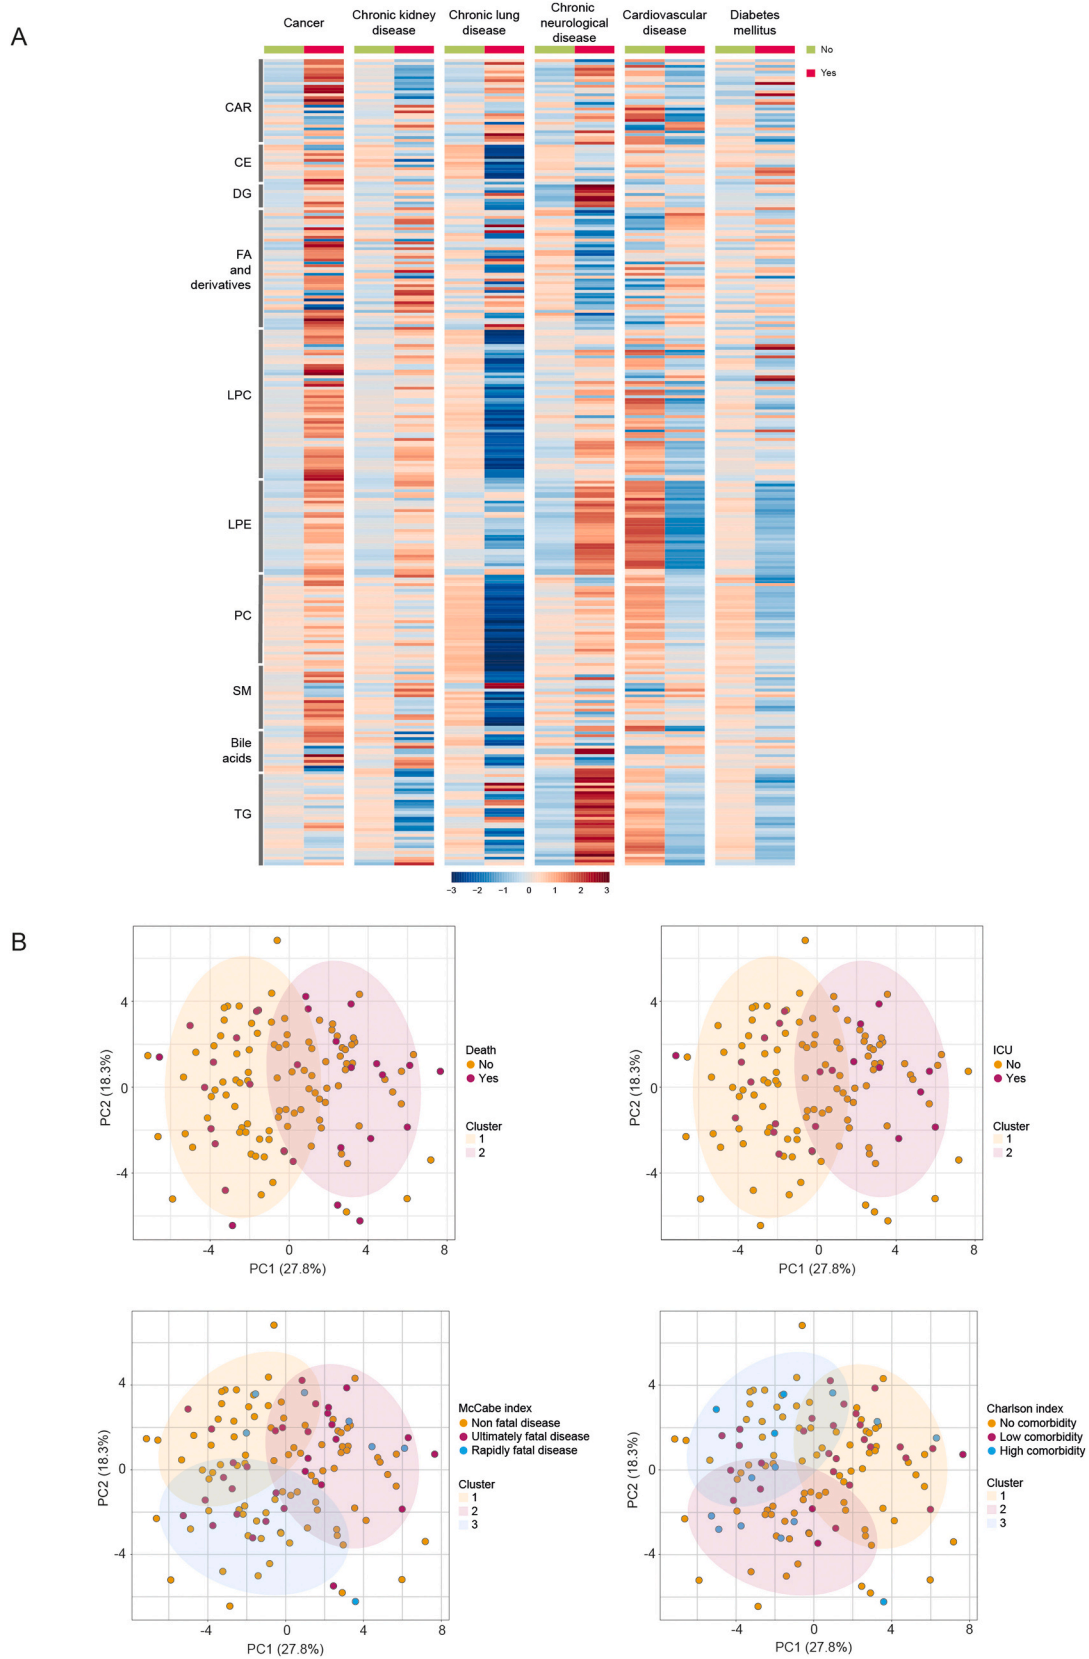 A
Cancer
Chronic kidney
disease
Chronic lung
disease
Chronic
neurological
disease
Cardiovascular
disease
Diabetes
mellitus
No
Yes
CAR
CE
DG
FA
and
derivatives
LPC
LPE
PC
SM
Bile
acids
TG
−3 −2 −1 0 1 2 3
B
4
0
-4
PC2 (18.3%)
-4 0 4 8
PC1 (27.8%)
Death
No
Yes
Cluster
1
2
4
0
-4
PC2 (18.3%)
-4 0 4 8
PC1 (27.8%)
ICU
No
Yes
Cluster
1
2
4
0
-4
PC2 (18.3%)
-4 0 4 8
PC1 (27.8%)
McCabe index
Non fatal disease
Ultimately fatal disease
Rapidly fatal disease
Cluster
1
2
3
4
0
-4
PC2 (18.3%)
-4 0 4 8
PC1 (27.8%)
Charlson index
No comorbidity
Low comorbidity
High comorbidity
Cluster
1
2
3